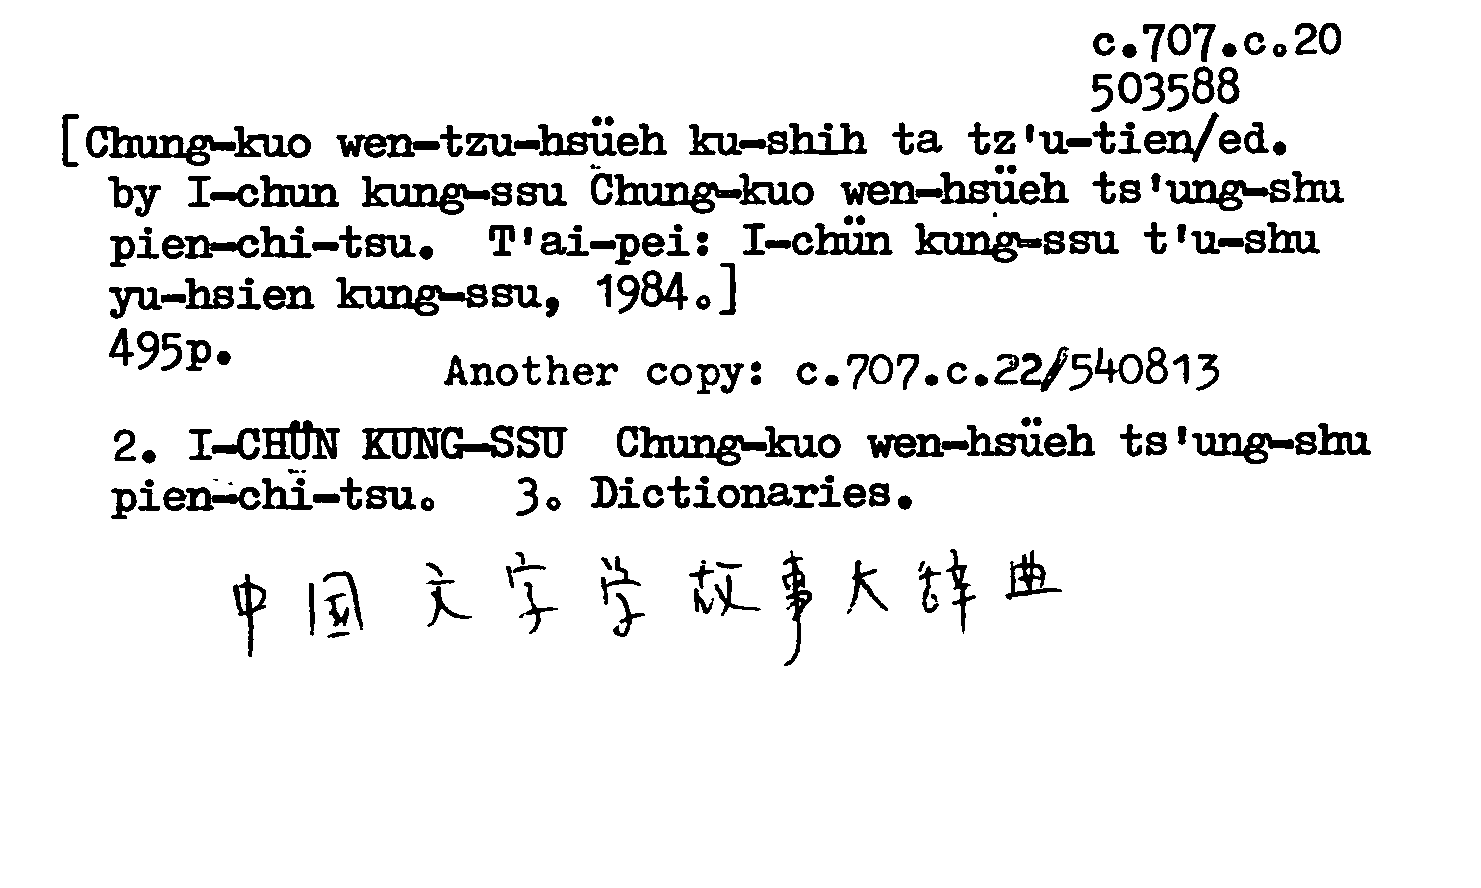 c.707.c.20
503588
[Chung-kuo wen-tzu-hsüeh ku-shih ta tz'u-tien/ed.
by I-chun kung-ssu Chung-kuo wen-hsüeh ts'ung-shu
pien-chi-tsu. T'ai-pei: I-chün kung-ssu t'u-shu
yu-hsien kung-ssu, 1984.]
495p.
Another copy: c.707.c.22/540813
2. I-CHÜN KUNG-SSU Chung-kuo wen-hsüeh ts'ung-shu
pien-chi-tsu. 3. Dictionaries.
中国文字学故事大辞典